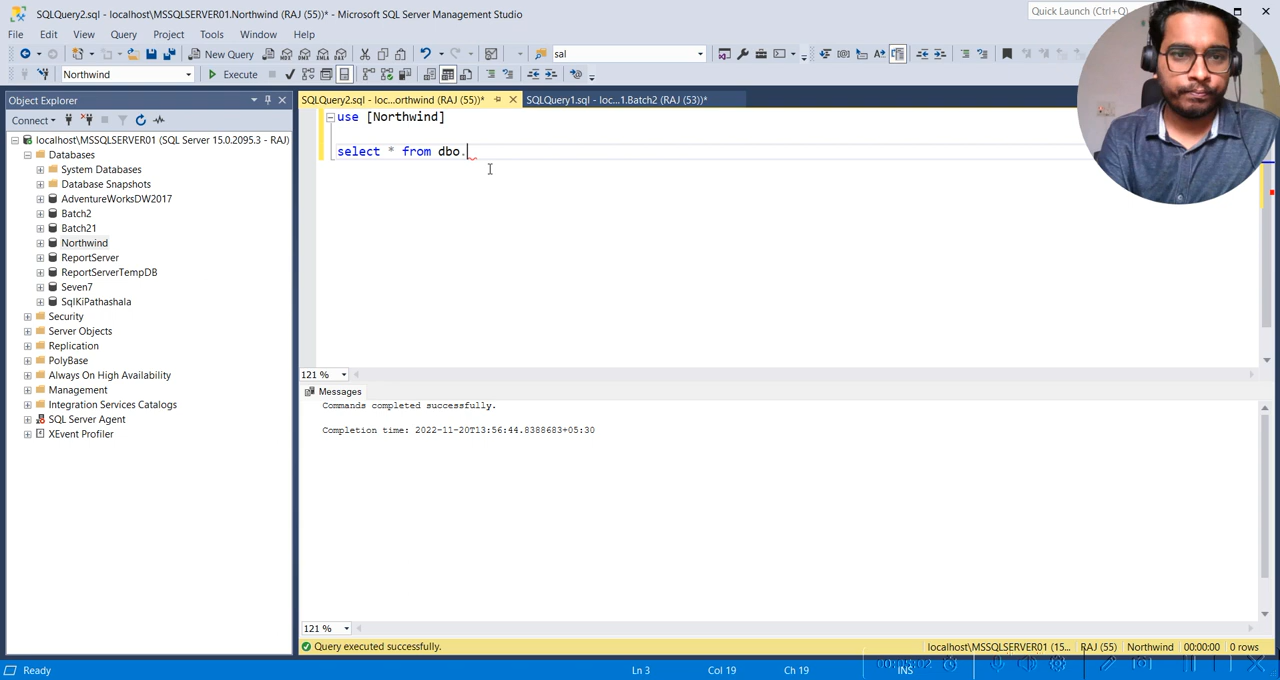 SQLQuery2.sql - localhost\MSSQLSERVER01.Northwind (RAJ (55))* - Microsoft SQL Server Management Studio
Quick Launch (Ctrl+Q)
File Edit View Query Project Tools Window Help
New Query
sal
Northwind
Execute
Object Explorer
SQLQuery2.sql - loc...orthwind (RAJ (55))*
SQLQuery1.sql - loc...1.Batch2 (RAJ (53))*
Connect
use [Northwind]
select * from dbo.
localhost\MSSQLSERVER01 (SQL Server 15.0.2095.3 - RAJ)
Databases
System Databases
Database Snapshots
AdventureWorksDW2017
Batch2
Batch21
Northwind
ReportServer
ReportServerTempDB
Seven7
SqlKiPathashala
Security
Server Objects
Replication
PolyBase
Always On High Availability
Management
Integration Services Catalogs
SQL Server Agent
XEvent Profiler
121 %
Messages
Commands completed successfully.
Completion time: 2022-11-20T13:56:44.8388683+05:30
121 %
Query executed successfully.
localhost\MSSQLSERVER01 (15... RAJ (55) Northwind 00:00:00 0 rows
Ready
Ln 3 Col 19 Ch 19 INS